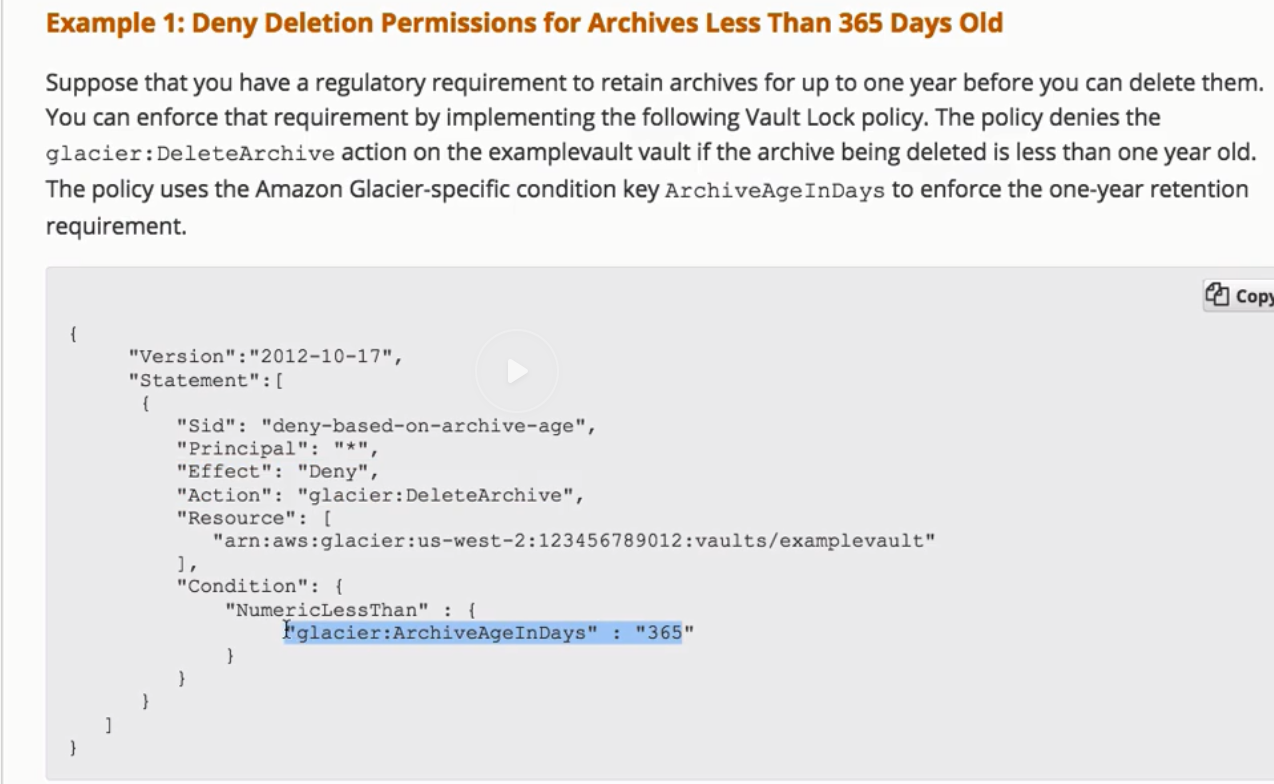 Example 1: Deny Deletion Permissions for Archives Less Than 365 Days Old
Suppose that you have a regulatory requirement to retain archives for up to one year before you can delete them.
You can enforce that requirement by implementing the following Vault Lock policy. The policy denies the
glacier:DeleteArchive action on the examplevault vault if the archive being deleted is less than one year old.
The policy uses the Amazon Glacier-specific condition key ArchiveAgeInDays to enforce the one-year retention
requirement.
Copy
{
"Version":"2012-10-17",
"Statement":[
{
"Sid": "deny-based-on-archive-age",
"Principal": "*",
"Effect": "Deny",
"Action": "glacier:DeleteArchive",
"Resource": [
"arn:aws:glacier:us-west-2:123456789012:vaults/examplevault"
],
"Condition": {
"NumericLessThan" : {
"glacier:ArchiveAgeInDays" : "365"
}
}
}
]
}